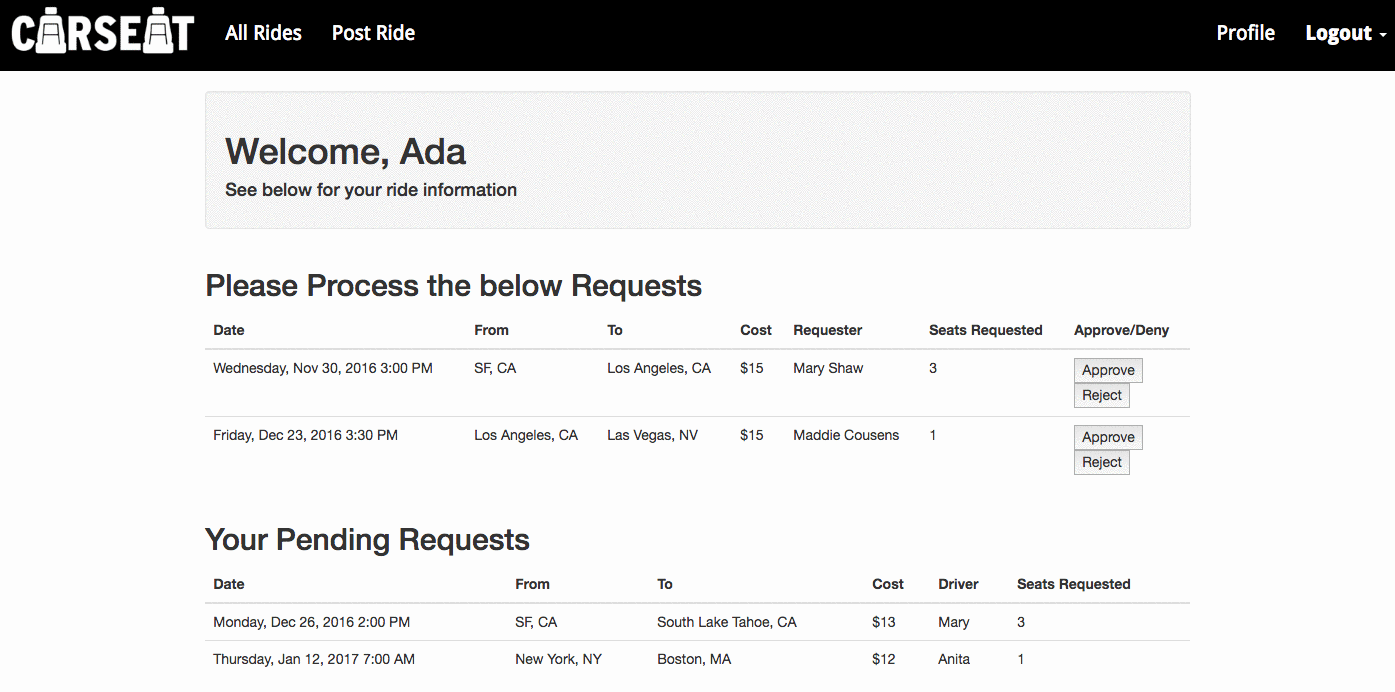 CARSEAT All Rides Post Ride Profile Logout
Welcome, Ada
See below for your ride information
Please Process the below Requests
Date From To Cost Requester Seats Requested Approve/Deny
Wednesday, Nov 30, 2016 3:00 PM SF, CA Los Angeles, CA $15 Mary Shaw 3 Approve
Reject
Friday, Dec 23, 2016 3:30 PM Los Angeles, CA Las Vegas, NV $15 Maddie Cousens 1 Approve
Reject
Your Pending Requests
Date From To Cost Driver Seats Requested
Monday, Dec 26, 2016 2:00 PM SF, CA South Lake Tahoe, CA $13 Mary 3
Thursday, Jan 12, 2017 7:00 AM New York, NY Boston, MA $12 Anita 1